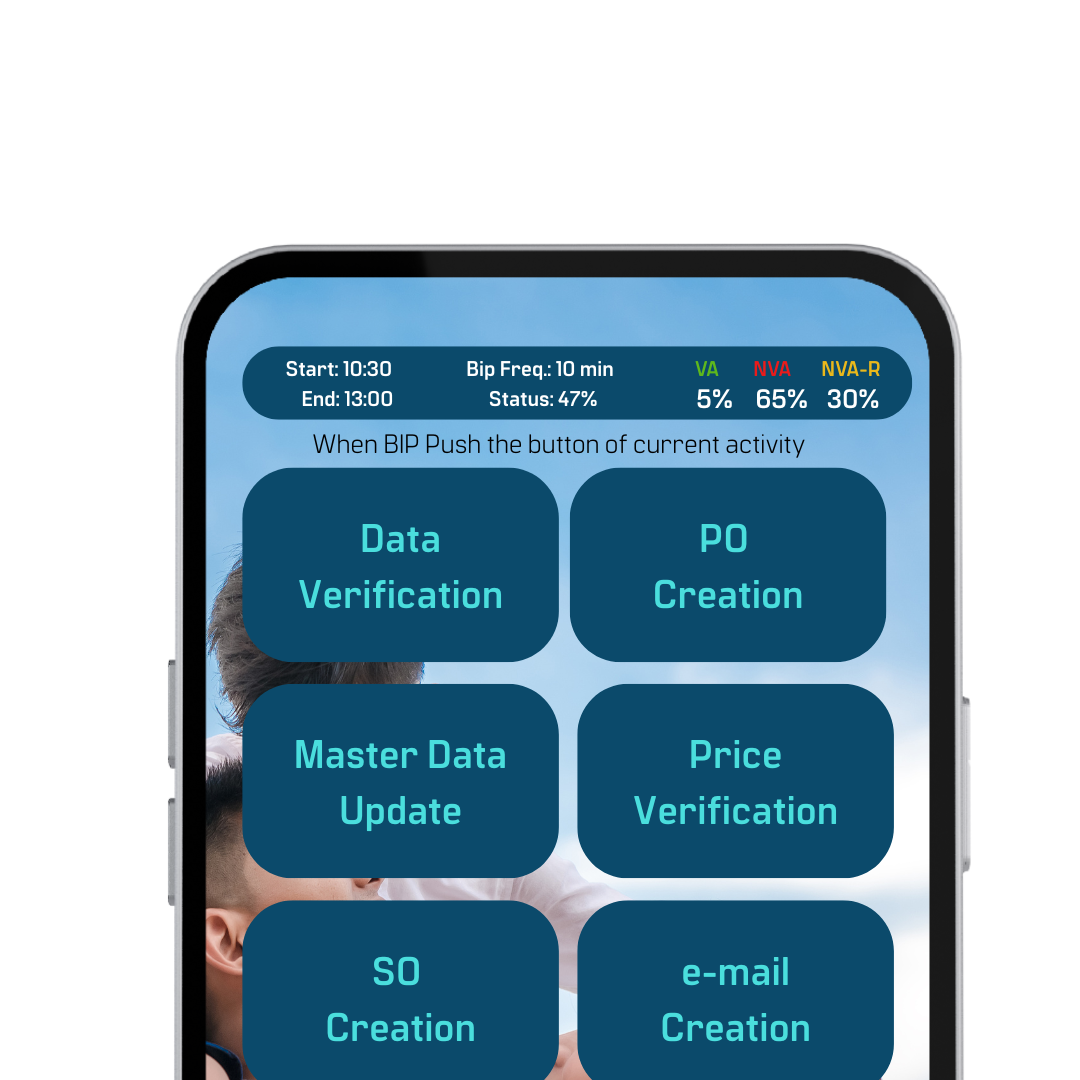 Start: 10:30
End: 13:00
Bip Freq.: 10 min
Status: 47%
VA NVA NVA-R
5% 65% 30%
When BIP Push the button of current activity
Data
Verification
PO
Creation
Master Data
Update
Price
Verification
SO
Creation
e-mail
Creation